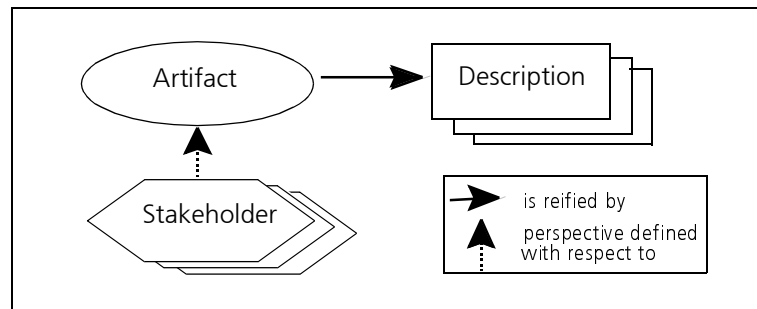 Artifact
Description
Stakeholder
is reified by
perspective defined
with respect to